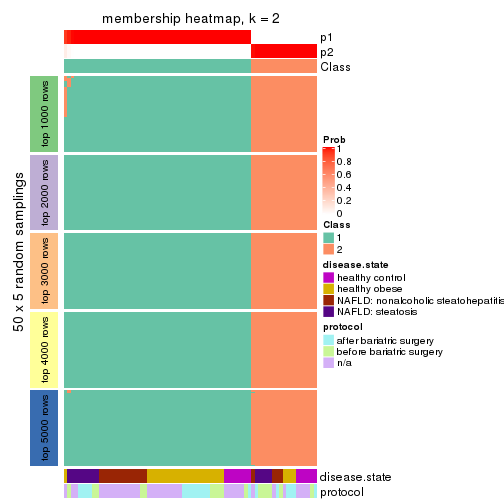 membership heatmap, k = 2
p1
p2
Class
50 x 5 random samplings
top 1000 rows
top 2000 rows
top 3000 rows
top 4000 rows
top 5000 rows
Prob
1
0.8
0.6
0.4
0.2
0
Class
1
2
disease.state
healthy control
healthy obese
NAFLD: nonalcoholic steatohepatitis
NAFLD: steatosis
protocol
after bariatric surgery
before bariatric surgery
n/a
disease.state
protocol